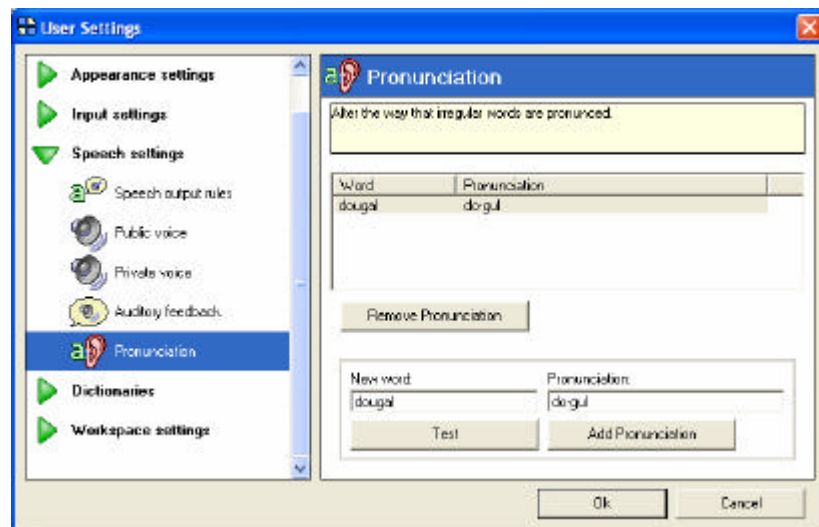 User Settings
Appearance settings
Input settings
Speech settings
Speech output rules
Public voice
Private voice
Auditory feedback
Pronunciation
Dictionaries
Workspace settings
Pronunciation
Alter the way that irregular words are pronunced.
Word Pronunciation
dougal do-gul
Remove Pronunciation
New word: Pronunciation:
dougal do-gul
Test Add Pronunciation
Ok Cancel